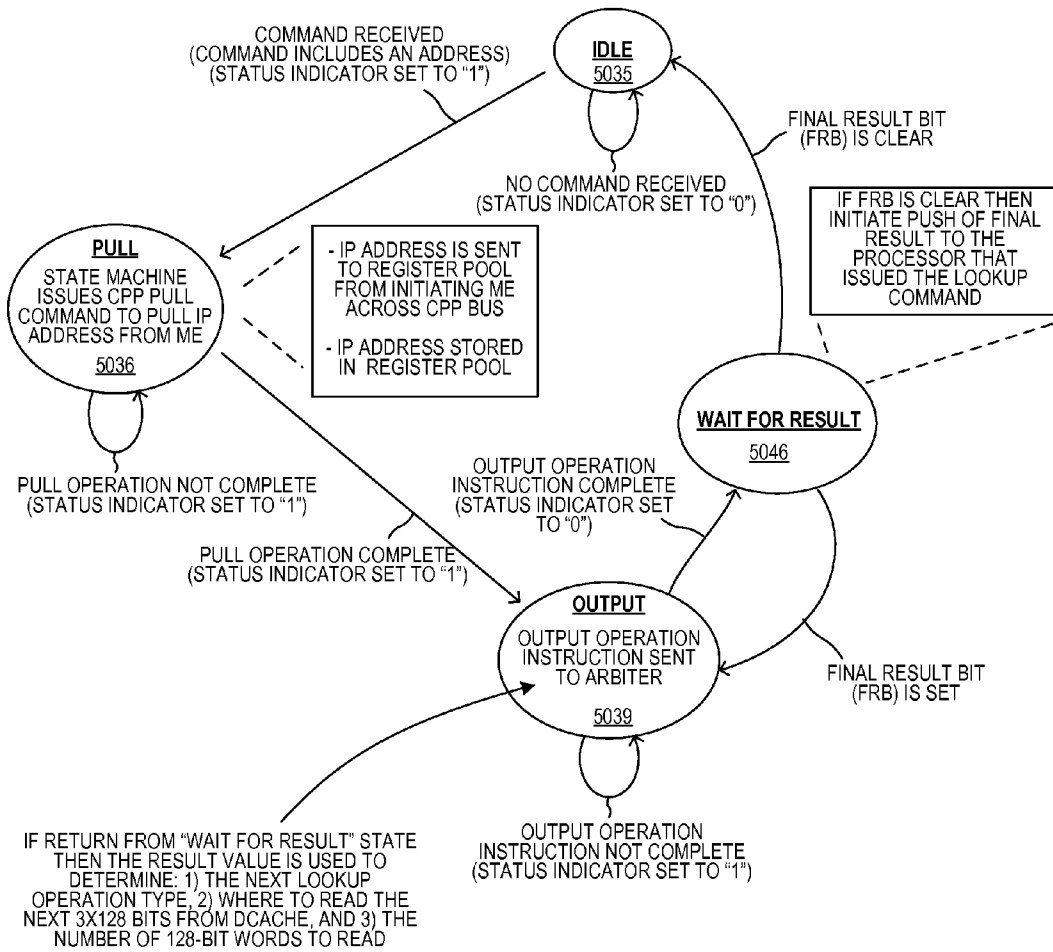 COMMAND RECEIVED
(COMMAND INCLUDES AN ADDRESS)
(STATUS INDICATOR SET TO “1”)
IDLE
5035
NO COMMAND RECEIVED
(STATUS INDICATOR SET TO “0”)
FINAL RESULT BIT
(FRB) IS CLEAR
IF FRB IS CLEAR THEN
INITIATE PUSH OF FINAL
RESULT TO THE
PROCESSOR THAT
ISSUED THE LOOKUP
COMMAND
PULL
STATE MACHINE
ISSUES CPP PULL
COMMAND TO PULL IP
ADDRESS FROM ME
5036
- IP ADDRESS IS SENT
TO REGISTER POOL
FROM INITIATING ME
ACROSS CPP BUS
- IP ADDRESS STORED
IN REGISTER POOL
PULL OPERATION NOT COMPLETE
(STATUS INDICATOR SET TO “1”)
WAIT FOR RESULT
5046
OUTPUT OPERATION
INSTRUCTION COMPLETE
(STATUS INDICATOR SET
TO “0”)
PULL OPERATION COMPLETE
(STATUS INDICATOR SET TO “1”)
OUTPUT
OUTPUT OPERATION
INSTRUCTION SENT
TO ARBITER
5039
FINAL RESULT BIT
(FRB) IS SET
OUTPUT OPERATION
INSTRUCTION NOT COMPLETE
(STATUS INDICATOR SET TO “1”)
IF RETURN FROM “WAIT FOR RESULT” STATE
THEN THE RESULT VALUE IS USED TO
DETERMINE: 1) THE NEXT LOOKUP
OPERATION TYPE, 2) WHERE TO READ THE
NEXT 3X128 BITS FROM DCACHE, AND 3) THE
NUMBER OF 128-BIT WORDS TO READ